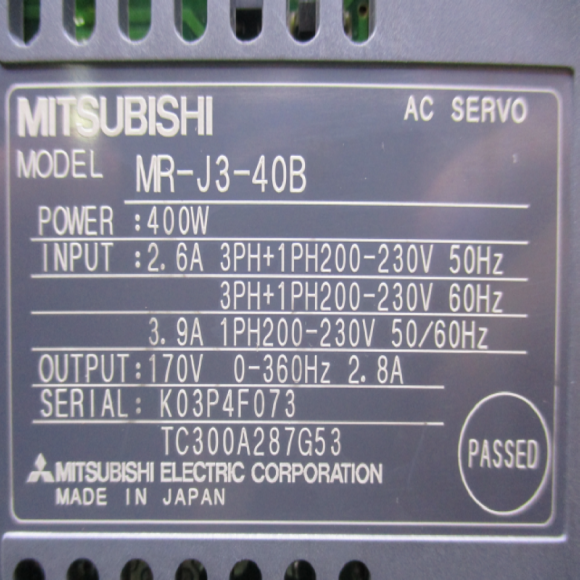 MITSUBISHI AC SERVO
MODEL MR-J3-40B
POWER :400W
INPUT :2.6A 3PH+1PH200-230V 50Hz
3PH+1PH200-230V 60Hz
3.9A 1PH200-230V 50/60Hz
OUTPUT:170V 0-360Hz 2.8A
SERIAL: K03P4F073
TC300A287G53
PASSED
MITSUBISHI ELECTRIC CORPORATION
MADE IN JAPAN